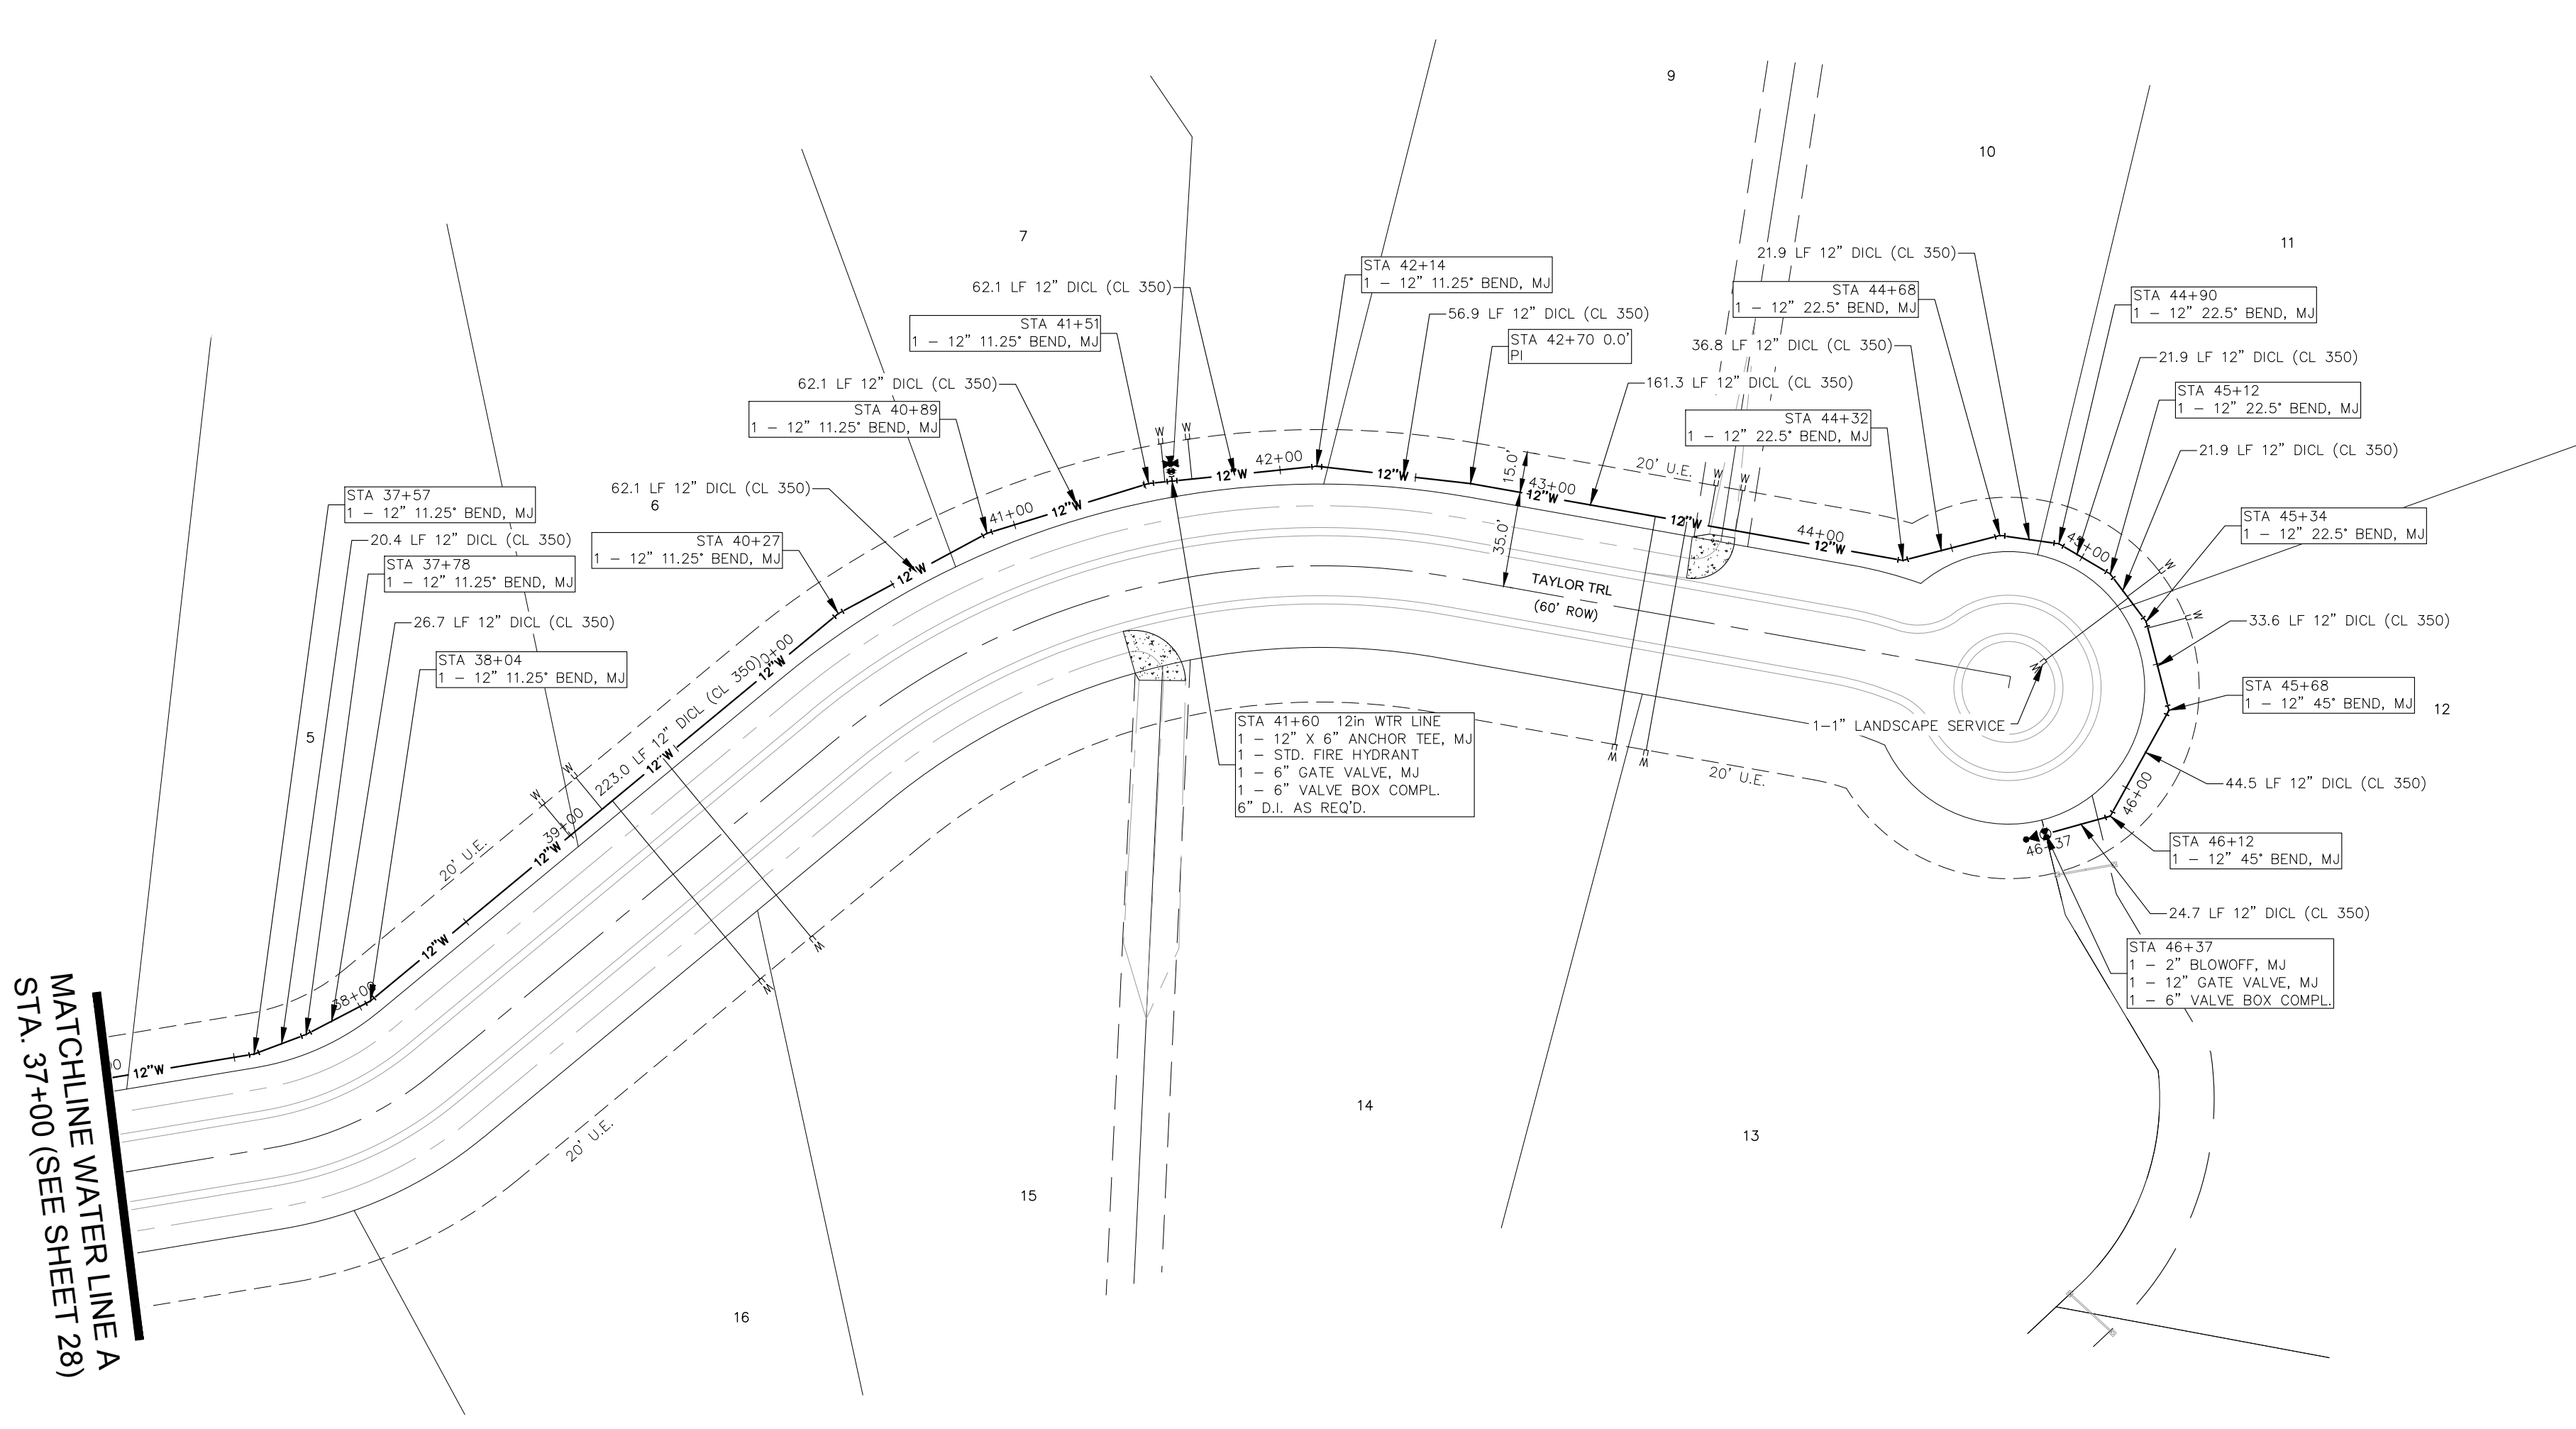 9
10
11
7
21.9 LF 12" DICL (CL 350)
STA 42+14
1 – 12" 11.25° BEND, MJ
62.1 LF 12" DICL (CL 350)
STA 44+68
1 – 12" 22.5° BEND, MJ
STA 44+90
1 – 12" 22.5° BEND, MJ
STA 41+51
1 – 12" 11.25° BEND, MJ
56.9 LF 12" DICL (CL 350)
STA 42+70 0.0'
PI
36.8 LF 12" DICL (CL 350)
21.9 LF 12" DICL (CL 350)
62.1 LF 12" DICL (CL 350)
161.3 LF 12" DICL (CL 350)
STA 45+12
1 – 12" 22.5° BEND, MJ
STA 40+89
1 – 12" 11.25° BEND, MJ
STA 44+32
1 – 12" 22.5° BEND, MJ
21.9 LF 12" DICL (CL 350)
W
W
42+00
12"W
12"W
15.0'
20' U.E.
43+00
12"W
W
W
62.1 LF 12" DICL (CL 350)
6
STA 37+57
1 – 12" 11.25° BEND, MJ
20.4 LF 12" DICL (CL 350)
STA 37+78
1 – 12" 11.25° BEND, MJ
41+00
12"W
12"W
44+00
12"W
45+00
STA 45+34
1 – 12" 22.5° BEND, MJ
STA 40+27
1 – 12" 11.25° BEND, MJ
12"W
35.0'
TAYLOR TRL
(60' ROW)
W
W
33.6 LF 12" DICL (CL 350)
26.7 LF 12" DICL (CL 350)
STA 38+04
1 – 12" 11.25° BEND, MJ
5
223.0 LF 12" DICL (CL 350)
12"W
12"W
W
W
39+00
12"W
20' U.E.
12"W
38+00
STA 41+60 12in WTR LINE
1 – 12" X 6" ANCHOR TEE, MJ
1 – STD. FIRE HYDRANT
1 – 6" GATE VALVE, MJ
1 – 6" VALVE BOX COMPL.
6" D.I. AS REQ'D.
W
1–1" LANDSCAPE SERVICE
W
W
20' U.E.
STA 45+68
1 – 12" 45° BEND, MJ
12
44.5 LF 12" DICL (CL 350)
46+00
46+37
STA 46+12
1 – 12" 45° BEND, MJ
24.7 LF 12" DICL (CL 350)
STA 46+37
1 – 2" BLOWOFF, MJ
1 – 12" GATE VALVE, MJ
1 – 6" VALVE BOX COMPL.
W
W
12"W
MATCHLINE WATER LINE A
STA. 37+00 (SEE SHEET 28)
20' U.E.
14
13
15
16